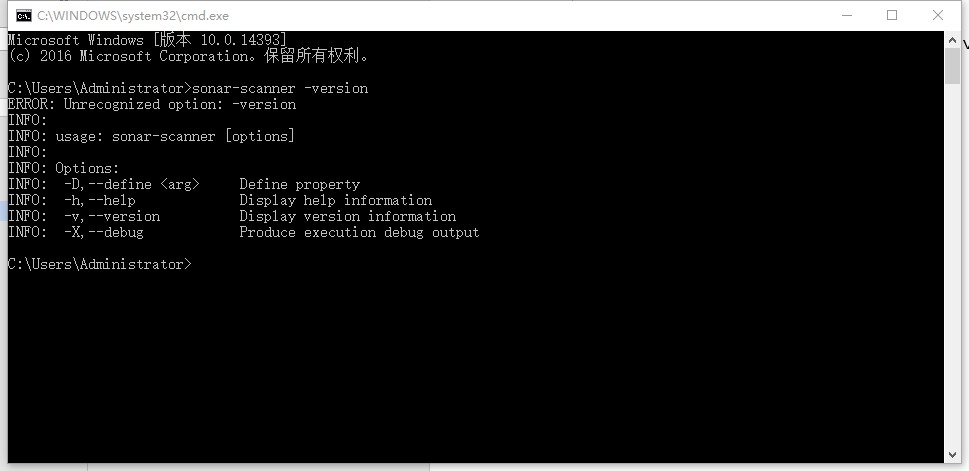 C:\WINDOWS\system32\cmd.exe
Microsoft Windows [版本 10.0.14393]
(c) 2016 Microsoft Corporation。保留所有权利。
C:\Users\Administrator>sonar-scanner -version
ERROR: Unrecognized option: -version
INFO:
INFO: usage: sonar-scanner [options]
INFO:
INFO: Options:
INFO:  -D,--define <arg>     Define property
INFO:  -h,--help             Display help information
INFO:  -v,--version          Display version information
INFO:  -X,--debug            Produce execution debug output
C:\Users\Administrator>